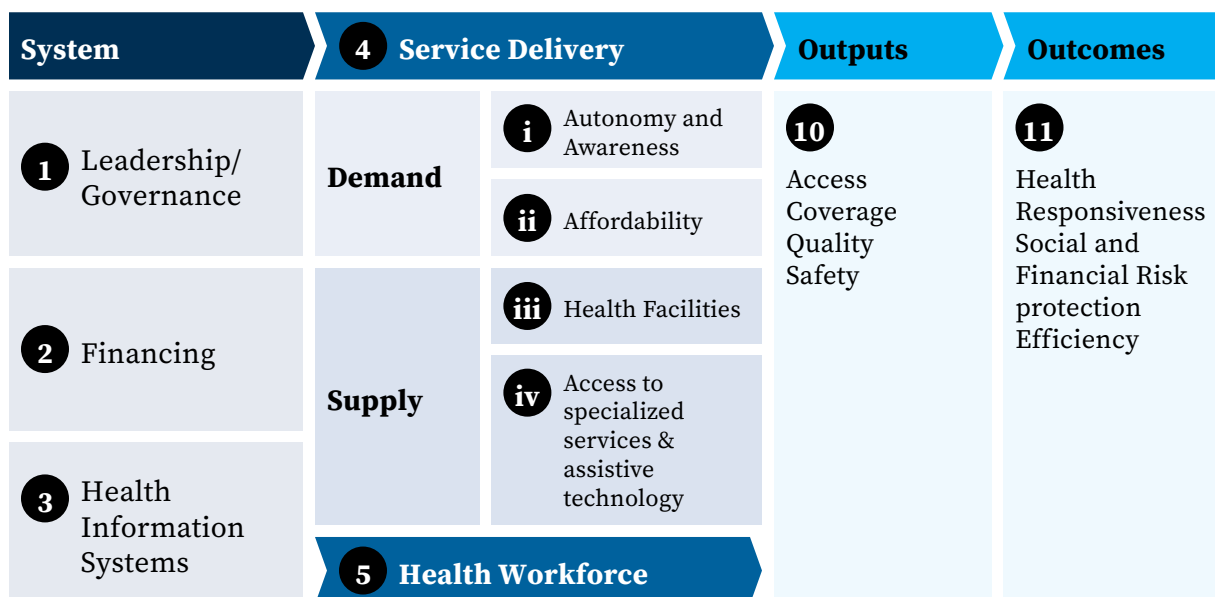 System
1 Leadership/
Governance
2 Financing
3 Health
Information
Systems
4 Service Delivery
Demand
i Autonomy and
Awareness
ii Affordability
Supply
iii Health Facilities
iv Access to
specialized
services &
assistive
technology
5 Health Workforce
Outputs
10
Access
Coverage
Quality
Safety
Outcomes
11
Health
Responsiveness
Social and
Financial Risk
protection
Efficiency